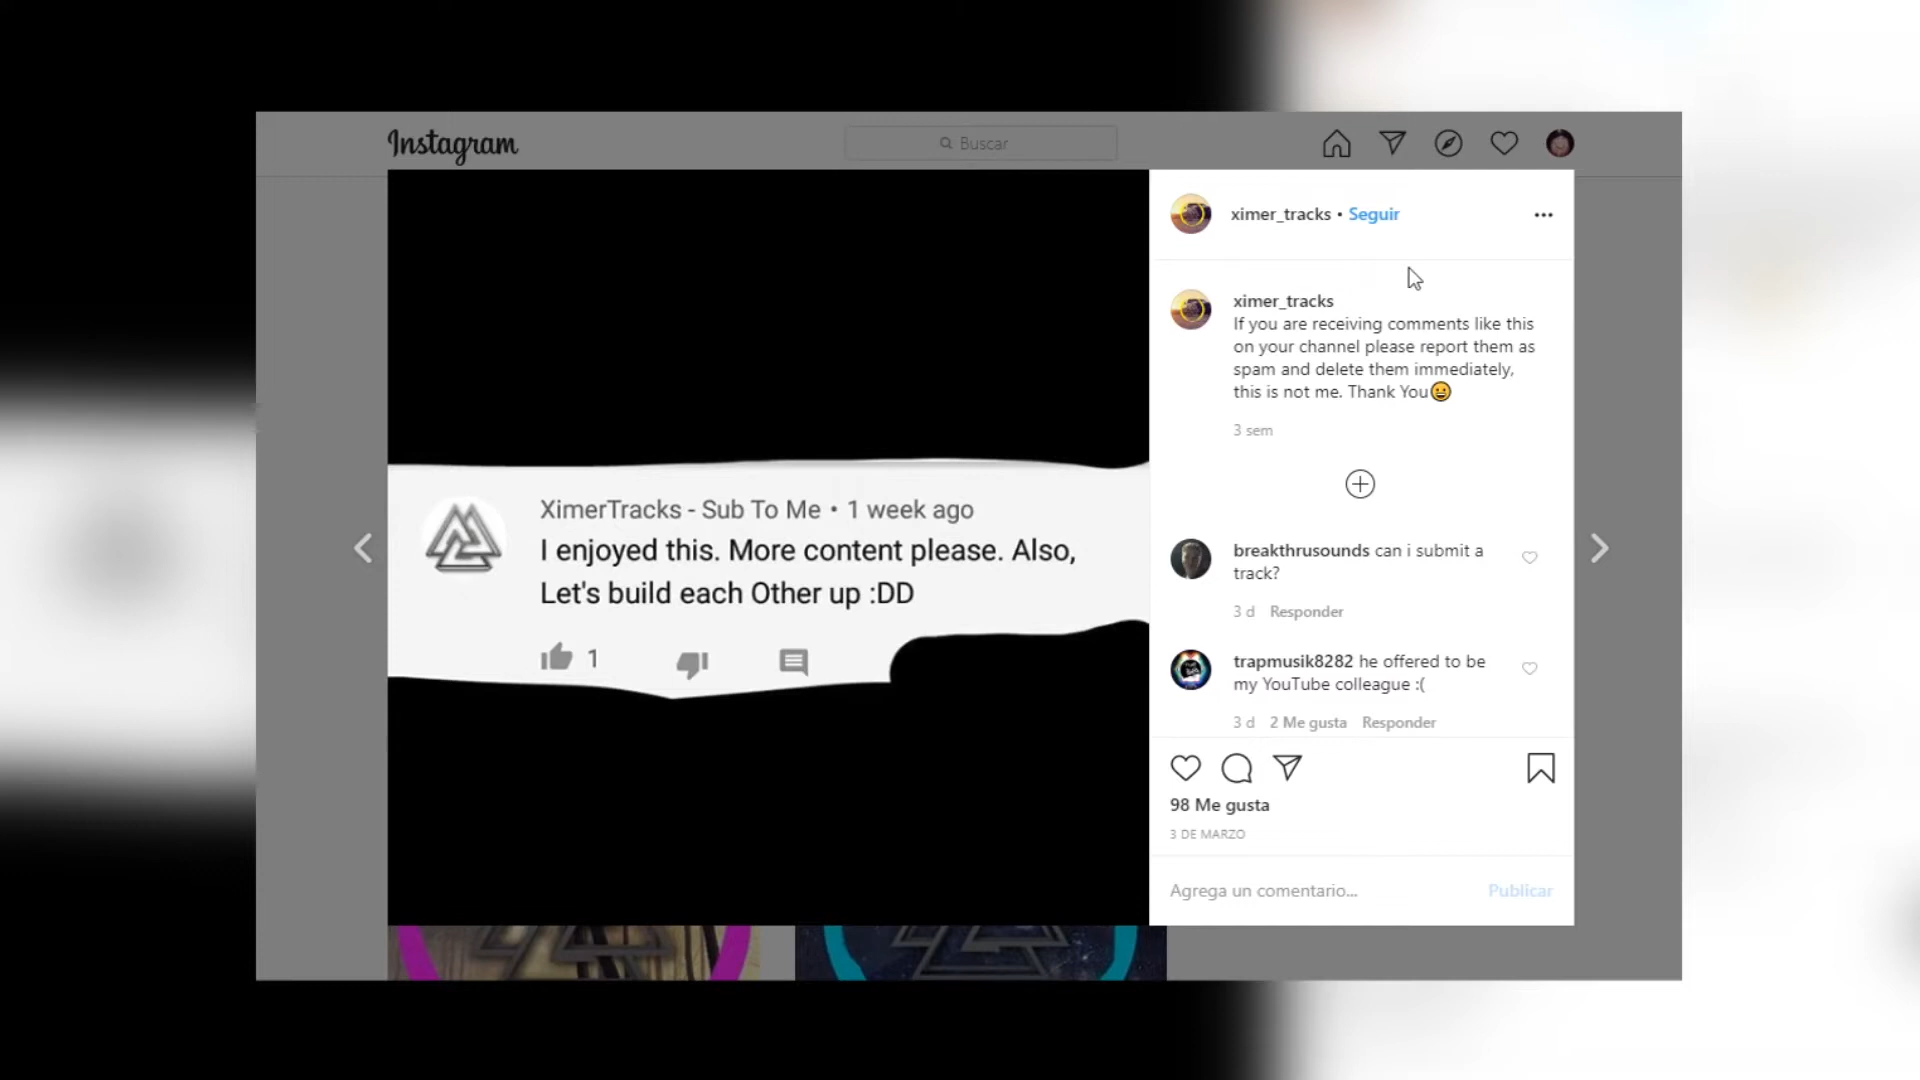 Instagram
Buscar
XimerTracks - Sub To Me • 1 week ago
I enjoyed this. More content please. Also,
Let's build each Other up :DD
1
ximer_tracks • Seguir
ximer_tracks
If you are receiving comments like this
on your channel please report them as
spam and delete them immediately,
this is not me. Thank You😀
3 sem
breakthrusounds can i submit a
track?
3 d Responder
trapmusik8282 he offered to be
my YouTube colleague :(
3 d 2 Me gusta Responder
98 Me gusta
3 DE MARZO
Agrega un comentario... Publicar